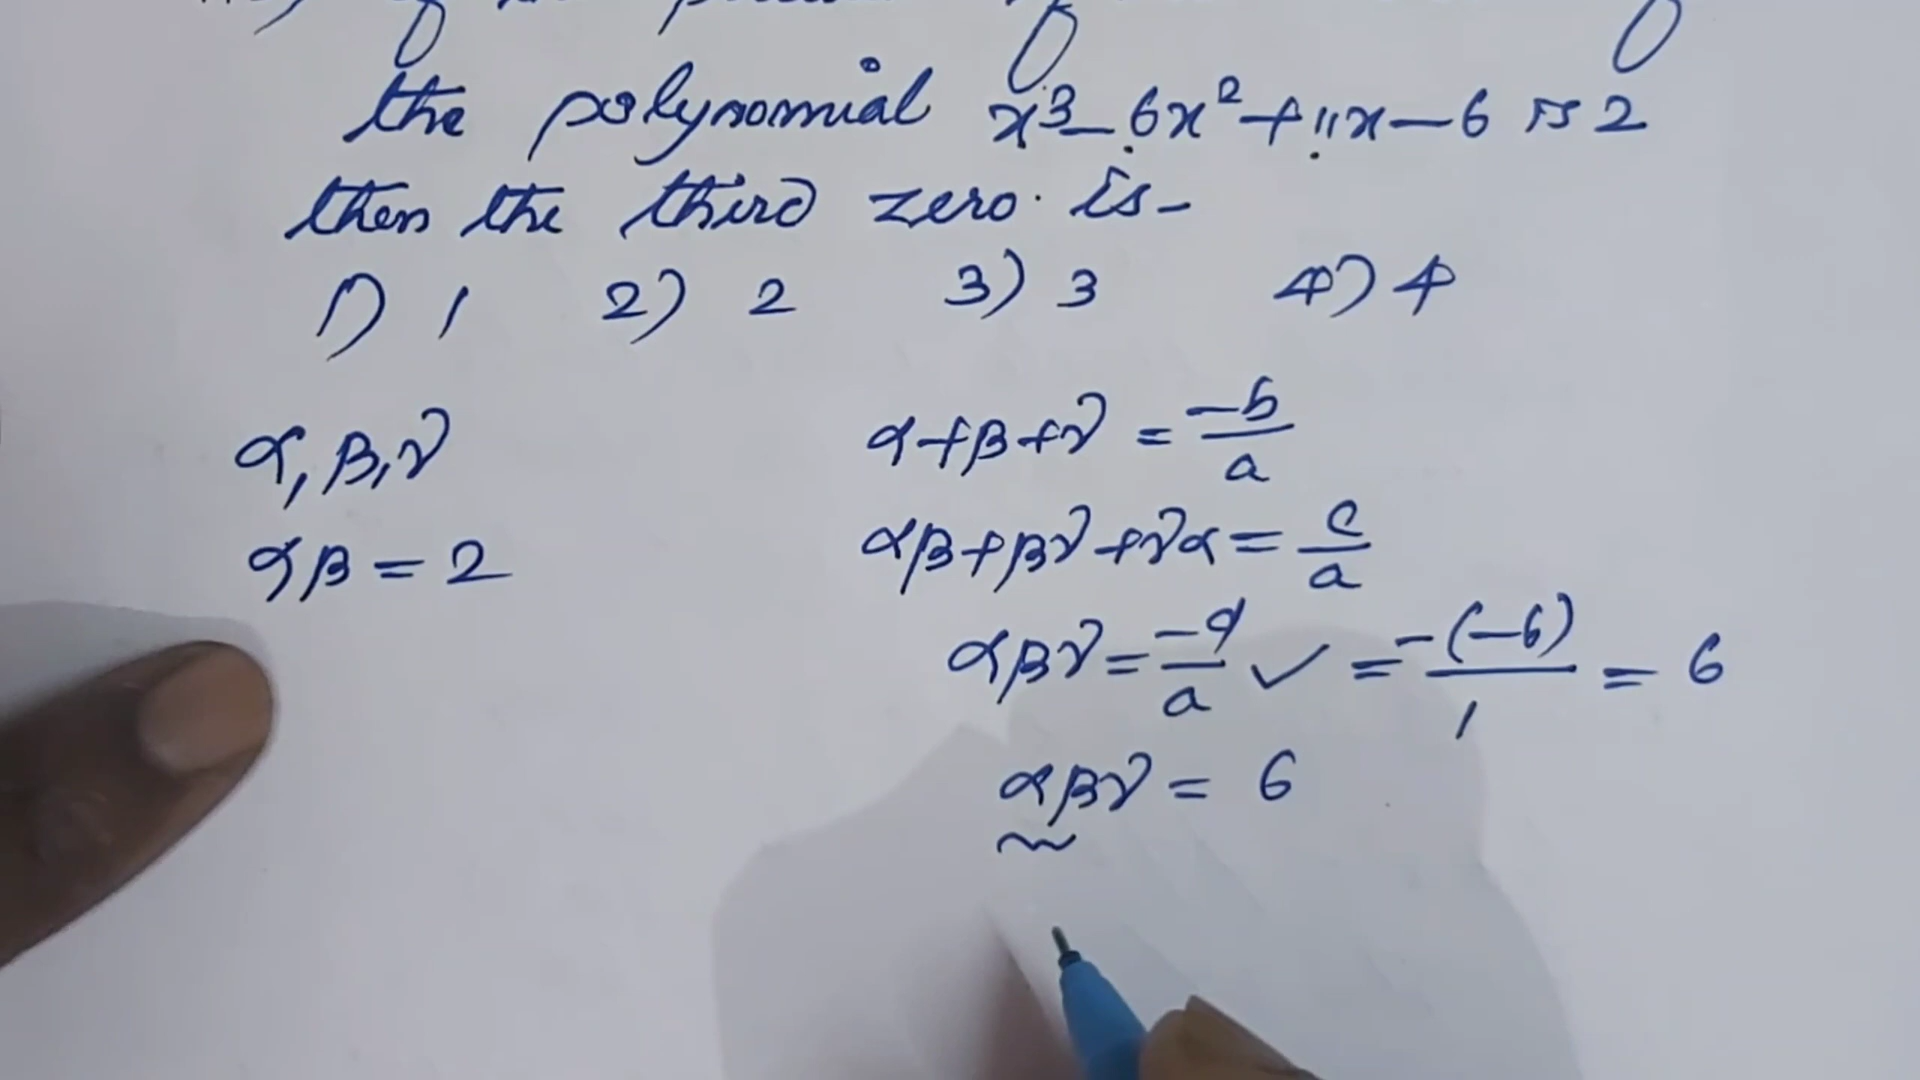 the polynomial x³-6x²+11x-6 is 2
then the third zero is-
1) 1 2) 2 3) 3 4) 4
α, β, γ
αβ = 2
α+β+γ = -b/a
αβ+βγ+γα = c/a
αβγ = -d/a ✓ = -(-6)/1 = 6
αβγ = 6